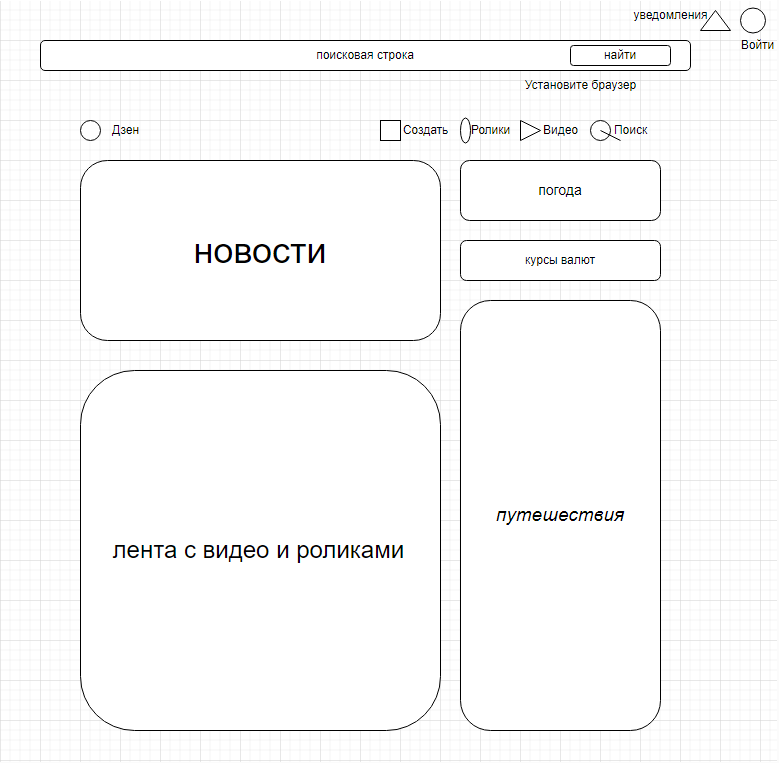 уведомления
Войти
поисковая строка
найти
Установите браузер
Дзен
Создать
Ролики
Видео
Поиск
новости
погода
курсы валют
путешествия
лента с видео и роликами